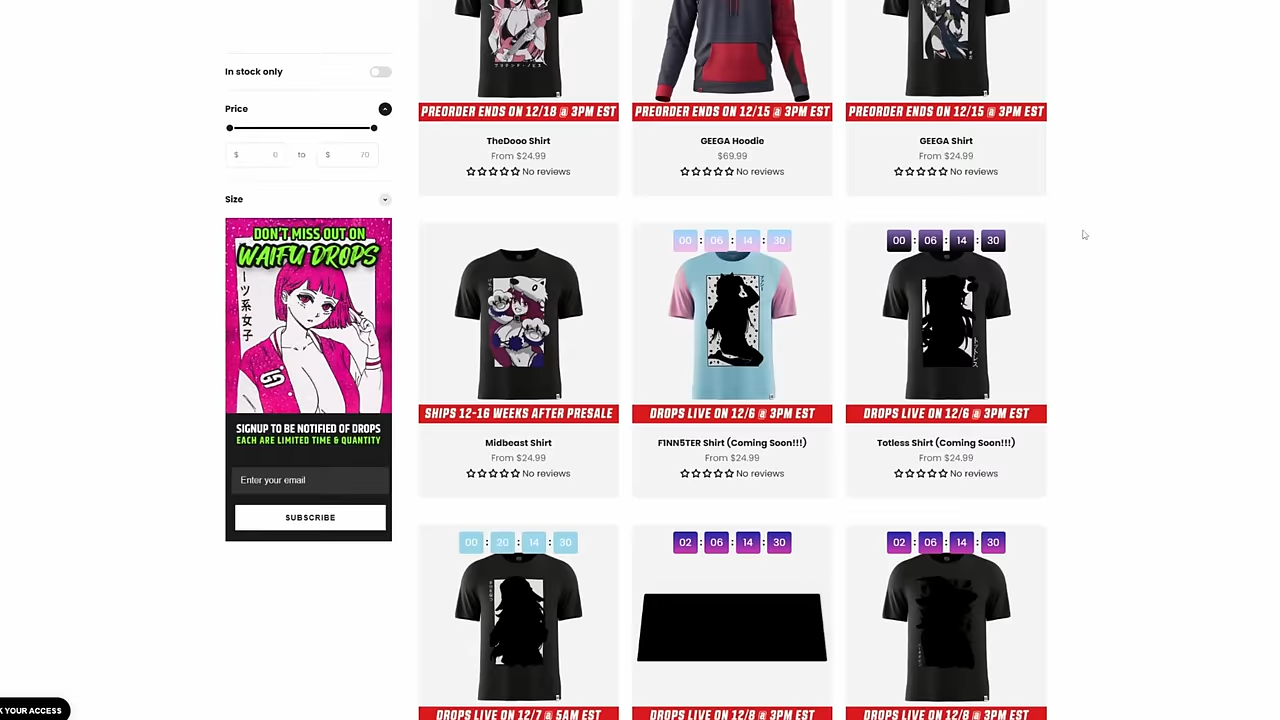 In stock only
Price
$ 0 to $ 70
Size
DON'T MISS OUT ON
WAIFU DROPS
ーツ系女子
SIGNUP TO BE NOTIFIED OF DROPS
EACH ARE LIMITED TIME & QUANTITY
Enter your email
SUBSCRIBE
K YOUR ACCESS
PREORDER ENDS ON 12/18 @ 3PM EST
TheDooo Shirt
From $24.99
No reviews
PREORDER ENDS ON 12/15 @ 3PM EST
GEEGA Hoodie
$69.99
No reviews
PREORDER ENDS ON 12/15 @ 3PM EST
GEEGA Shirt
From $24.99
No reviews
SHIPS 12-16 WEEKS AFTER PRESALE
Midbeast Shirt
From $24.99
No reviews
00 : 06 : 14 : 30
DROPS LIVE ON 12/6 @ 3PM EST
F1NN5TER Shirt (Coming Soon!!!)
From $24.99
No reviews
00 : 06 : 14 : 30
DROPS LIVE ON 12/6 @ 3PM EST
Totless Shirt (Coming Soon!!!)
From $24.99
No reviews
00 : 20 : 14 : 30
DROPS LIVE ON 12/7 @ 5AM EST
02 : 06 : 14 : 30
DROPS LIVE ON 12/8 @ 3PM EST
02 : 06 : 14 : 30
DROPS LIVE ON 12/8 @ 3PM EST